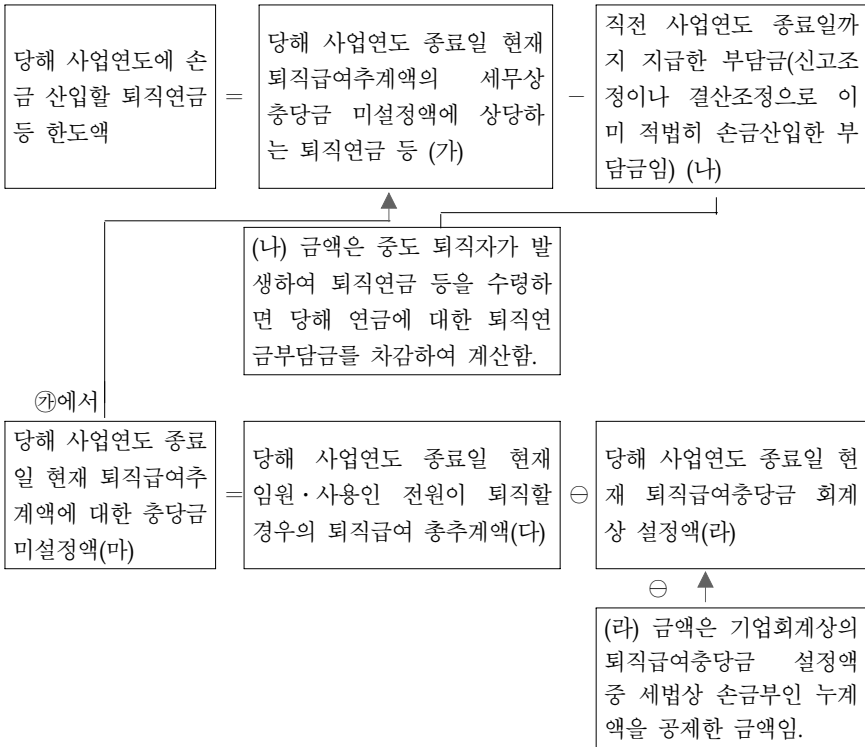 당해 사업연도에 손
금 산입할 퇴직연금
등 한도액
=
당해 사업연도 종료일 현재
퇴직급여추계액의 세무상
충당금 미설정액에 상당하
는 퇴직연금 등 (가)
−
직전 사업연도 종료일까
지 지급한 부담금(신고조
정이나 결산조정으로 이
미 적법히 손금산입한 부
담금임) (나)
(나) 금액은 중도 퇴직자가 발
생하여 퇴직연금 등을 수령하
면 당해 연금에 대한 퇴직연
금부담금를 차감하여 계산함.
㉮에서
당해 사업연도 종료
일 현재 퇴직급여추
계액에 대한 충당금
미설정액(마)
=
당해 사업연도 종료일 현재
임원·사용인 전원이 퇴직할
경우의 퇴직급여 총추계액(다)
⊖
당해 사업연도 종료일 현
재 퇴직급여충당금 회계
상 설정액(라)
⊖
(라) 금액은 기업회계상의
퇴직급여충당금 설정액
중 세법상 손금부인 누계
액을 공제한 금액임.